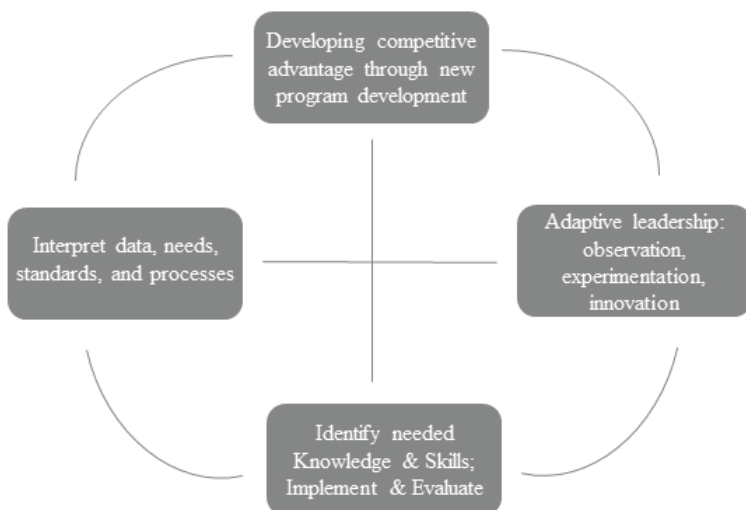 Developing competitive
advantage through new
program development
Interpret data, needs,
standards, and processes
Adaptive leadership:
observation,
experimentation,
innovation
Identify needed
Knowledge & Skills;
Implement & Evaluate